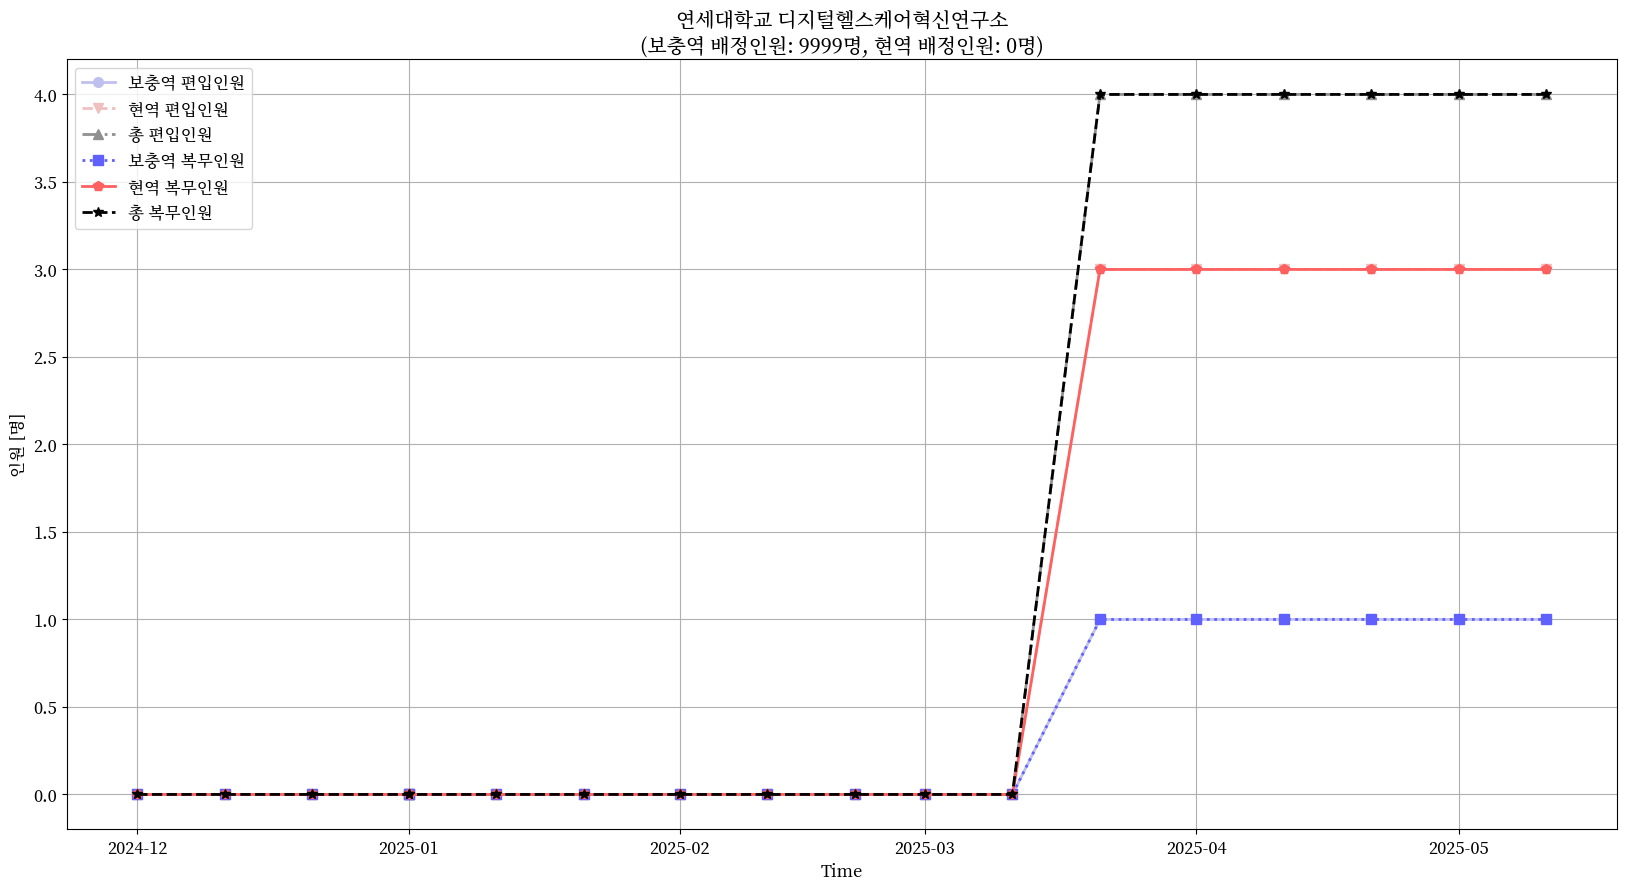 연세대학교 디지털헬스케어혁신연구소
(보충역 배정인원: 9999명, 현역 배정인원: 0명)
보충역 편입인원
현역 편입인원
총 편입인원
보충역 복무인원
현역 복무인원
총 복무인원
4.0
3.5
3.0
2.5
2.0
1.5
1.0
0.5
0.0
인원 [명]
2024-12
2025-01
2025-02
2025-03
2025-04
2025-05
Time